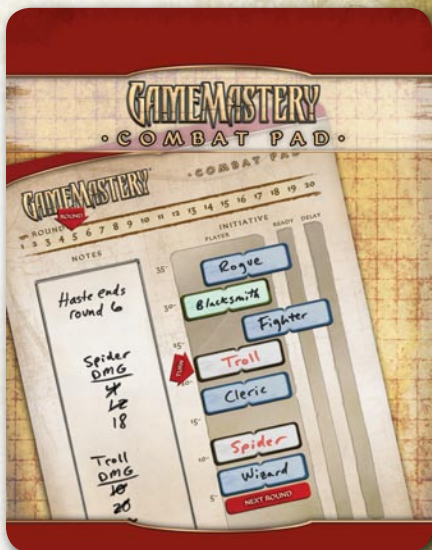 GAMEMASTERY
· COMBAT PAD ·
GAMEMASTERY
· COMBAT PAD
ROUND
ROUND
1 2 3 4 5 6 7 8 9 10 11 12 13 14 15 16 17 18 19 20
NOTES
INITIATIVE
PLAYER
READY
DELAY
35
Rogue
30
Blacksmith
Fighter
25
TURN
Troll
20
Cleric
15
10
Spider
Wizard
5
NEXT ROUND
Haste ends
round 6
Spider
DMG
12
18
Troll
DMG
10
20